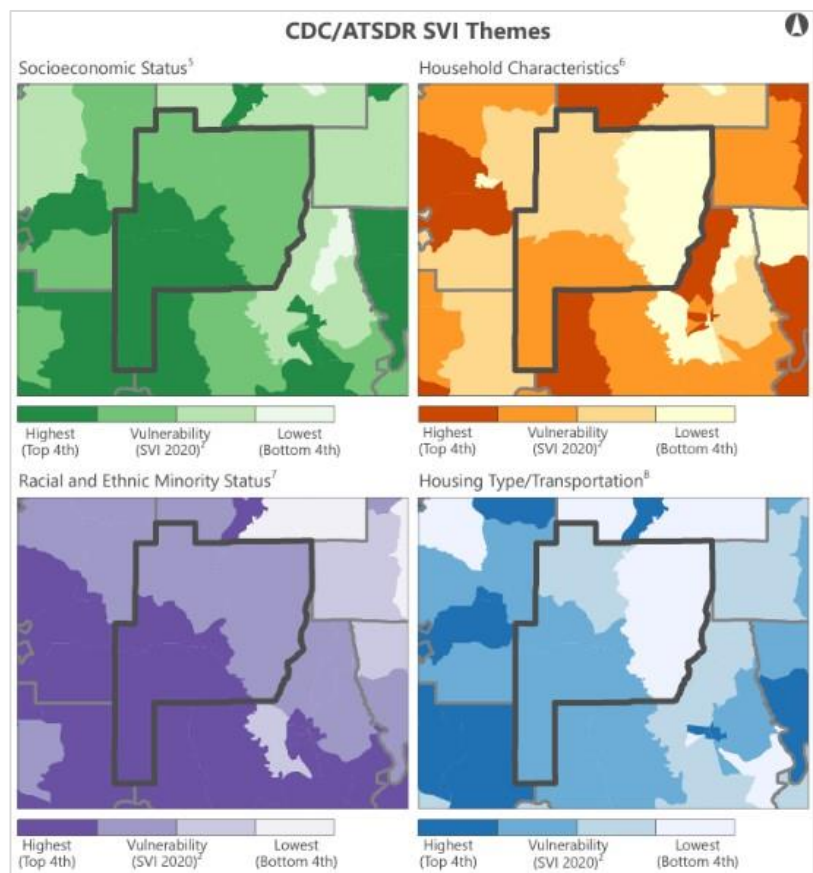 CDC/ATSDR SVI Themes
Socioeconomic Status⁵
Household Characteristics⁶
Highest
(Top 4th)
Vulnerability
(SVI 2020)²
Lowest
(Bottom 4th)
Highest
(Top 4th)
Vulnerability
(SVI 2020)²
Lowest
(Bottom 4th)
Racial and Ethnic Minority Status⁷
Housing Type/Transportation⁸
Highest
(Top 4th)
Vulnerability
(SVI 2020)²
Lowest
(Bottom 4th)
Highest
(Top 4th)
Vulnerability
(SVI 2020)²
Lowest
(Bottom 4th)